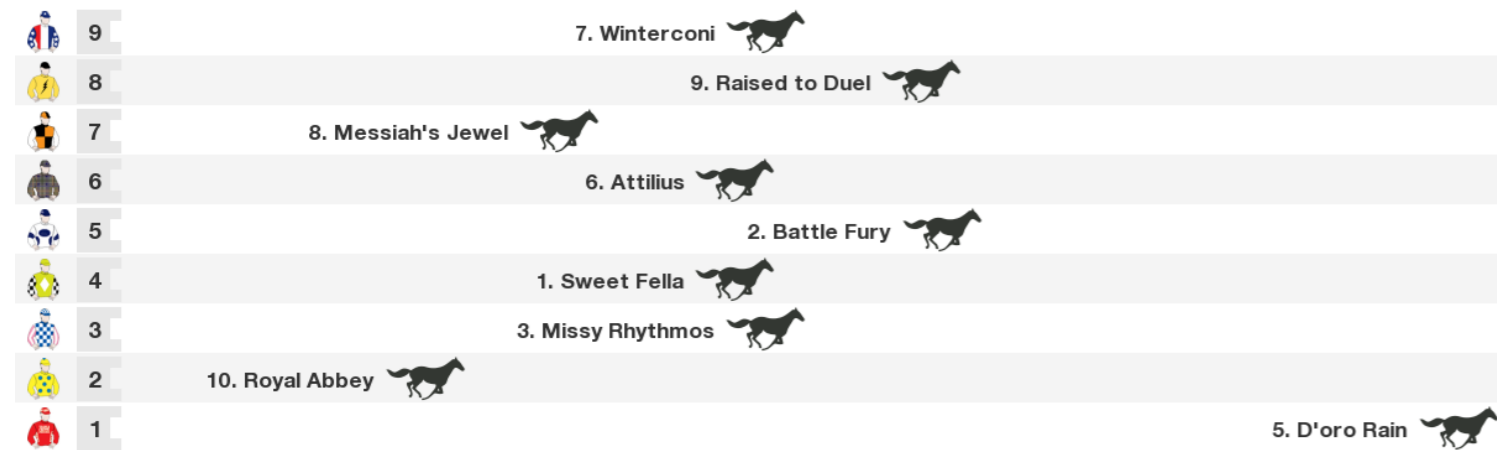 9 7. Winterconi
8 9. Raised to Duel
7 8. Messiah's Jewel
6 6. Attilius
5 2. Battle Fury
4 1. Sweet Fella
3 3. Missy Rhythmos
2 10. Royal Abbey
1 5. D'oro Rain